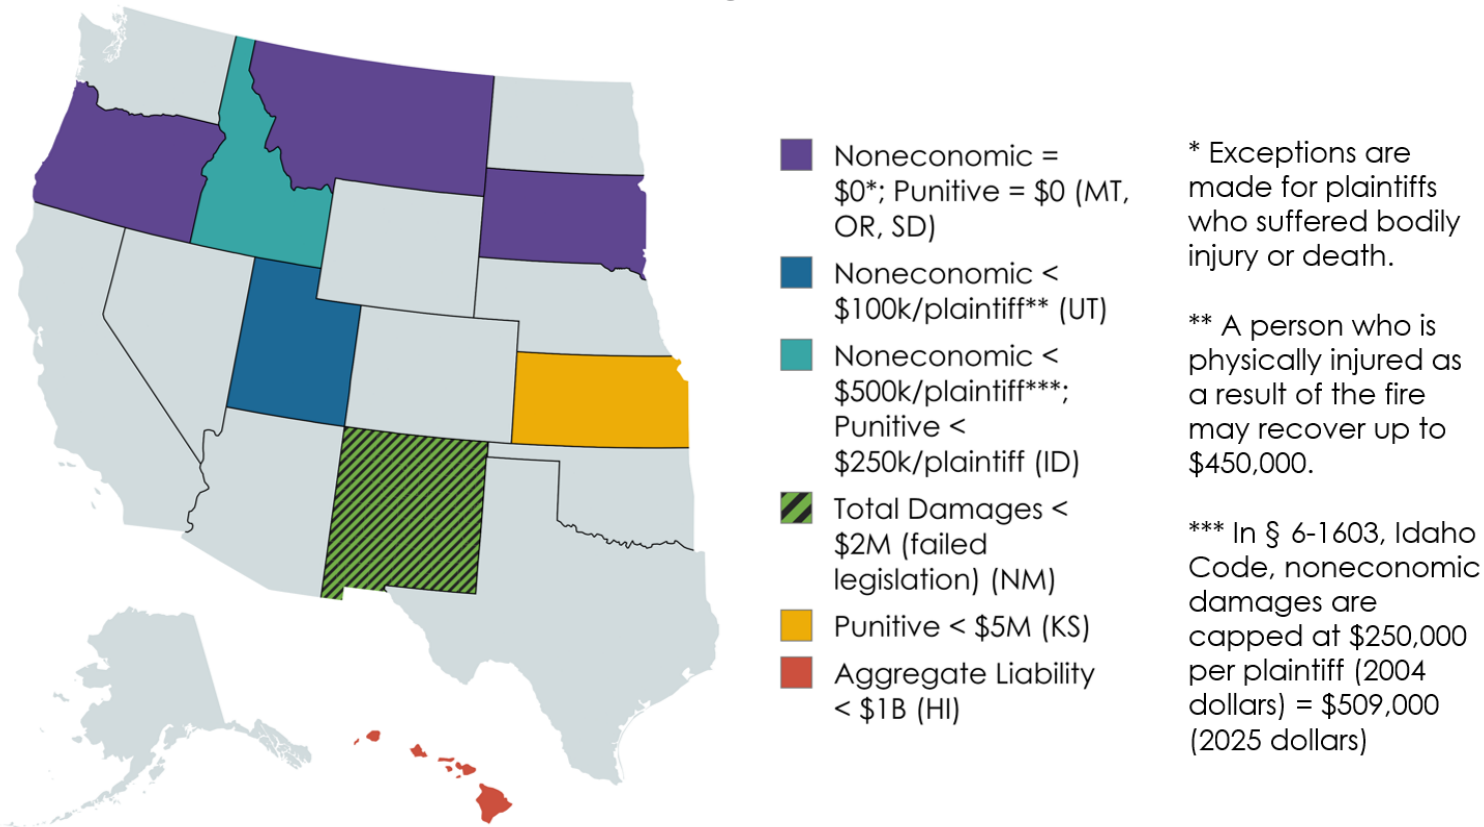 Noneconomic =
$0*; Punitive = $0 (MT,
OR, SD)
Noneconomic <
$100k/plaintiff** (UT)
Noneconomic <
$500k/plaintiff***;
Punitive <
$250k/plaintiff (ID)
Total Damages <
$2M (failed
legislation) (NM)
Punitive < $5M (KS)
Aggregate Liability
< $1B (HI)
* Exceptions are
made for plaintiffs
who suffered bodily
injury or death.
** A person who is
physically injured as
a result of the fire
may recover up to
$450,000.
*** In § 6-1603, Idaho
Code, noneconomic
damages are
capped at $250,000
per plaintiff (2004
dollars) = $509,000
(2025 dollars)